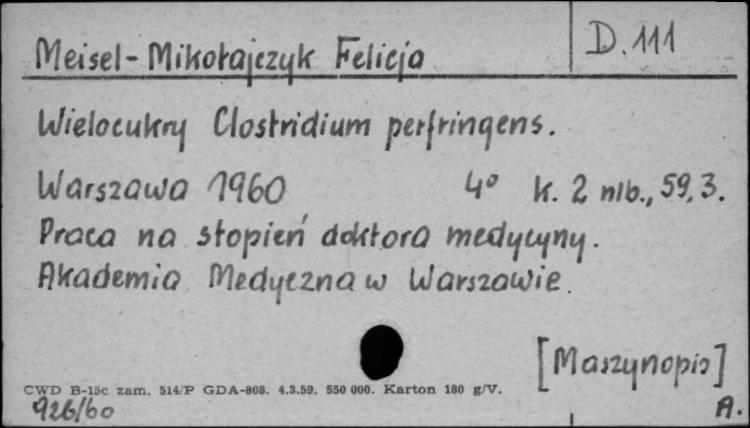 Meisel-Mikołajczyk Felicja D.111
Wielocukry Clostridium perfringens.
Warszawa 1960 4° k. 2 nlb., 59, 3.
Praca na stopień doktora medycyny.
Akademia Medyczna w Warszawie.
[Maszynopis]
CWD B-15c zam. 514/P GDA-808. 4.3.59. 550 000. Karton 180 g/V.
926/60 A.